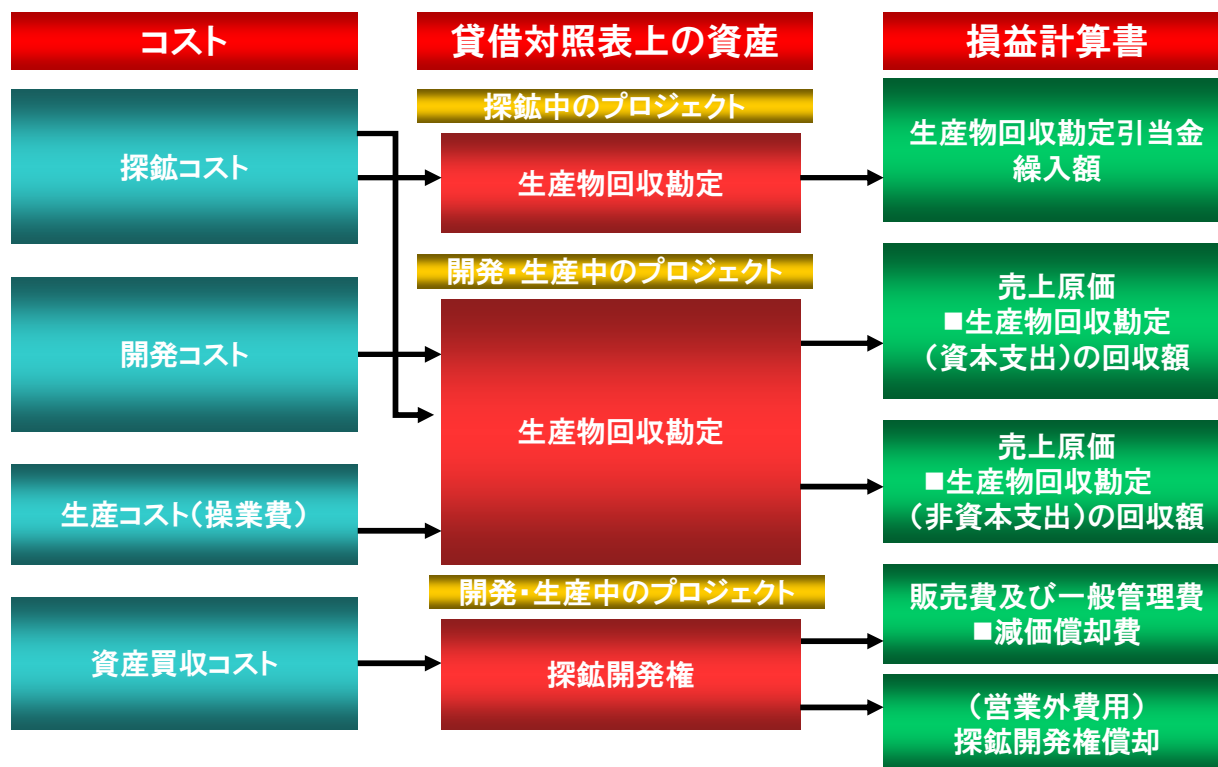 コスト
貸借対照表上の資産
損益計算書
探鉱コスト
開発コスト
生産コスト(操業費)
資産買収コスト
探鉱中のプロジェクト
生産物回収勘定
開発・生産中のプロジェクト
生産物回収勘定
開発・生産中のプロジェクト
探鉱開発権
生産物回収勘定引当金
繰入額
売上原価
■生産物回収勘定
(資本支出)の回収額
売上原価
■生産物回収勘定
(非資本支出)の回収額
販売費及び一般管理費
■減価償却費
(営業外費用)
探鉱開発権償却